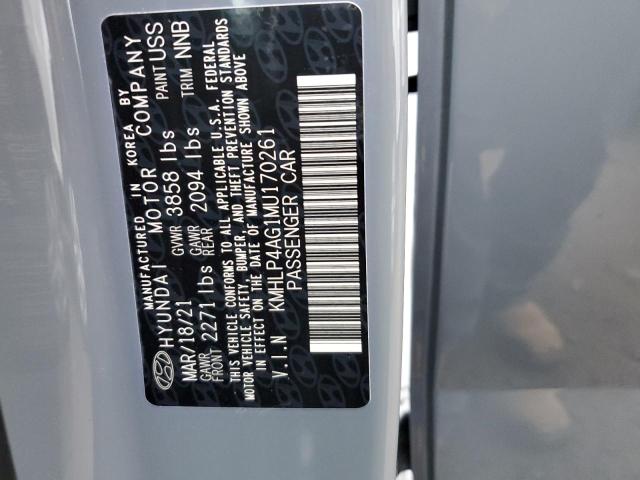 MANUFACTURED IN KOREA BY
HYUNDAI MOTOR COMPANY
MAR/18/21 GVWR 3858 lbs PAINT USS
GAWR FRONT 2271 lbs GAWR REAR 2094 lbs TRIM NNB
THIS VEHICLE CONFORMS TO ALL APPLICABLE U.S.A. FEDERAL
MOTOR VEHICLE SAFETY, BUMPER, AND THEFT PREVENTION STANDARDS
IN EFFECT ON THE DATE OF MANUFACTURE SHOWN ABOVE
V.I.N KMHLP4AG1MU170261
PASSENGER CAR